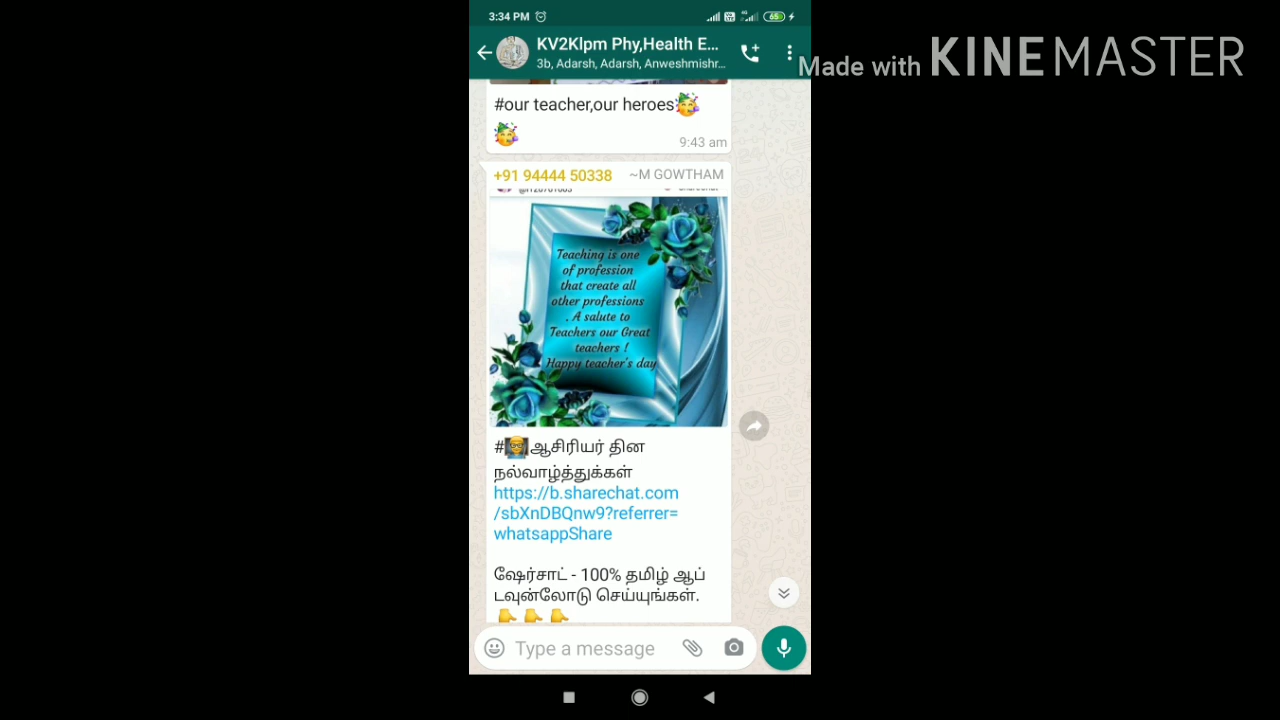 3:34 PM
65
Made with KINEMASTER
KV2Klpm Phy,Health E...
3b, Adarsh, Adarsh, Anweshmishr...
#our teacher,our heroes🥳
🥳
9:43 am
+91 94444 50338 ~M GOWTHAM
Teaching is one
of profession
that create all
other professions
. A salute to
Teachers our Great
teachers !
Happy teacher's day
#👨‍🏫ஆசிரியர் தின
நல்வாழ்த்துக்கள்
https://b.sharechat.com
/sbXnDBQnw9?referrer=
whatsappShare
ஷேர்சாட் - 100% தமிழ் ஆப்
டவுன்லோடு செய்யுங்கள்.
👇👇👇
Type a message